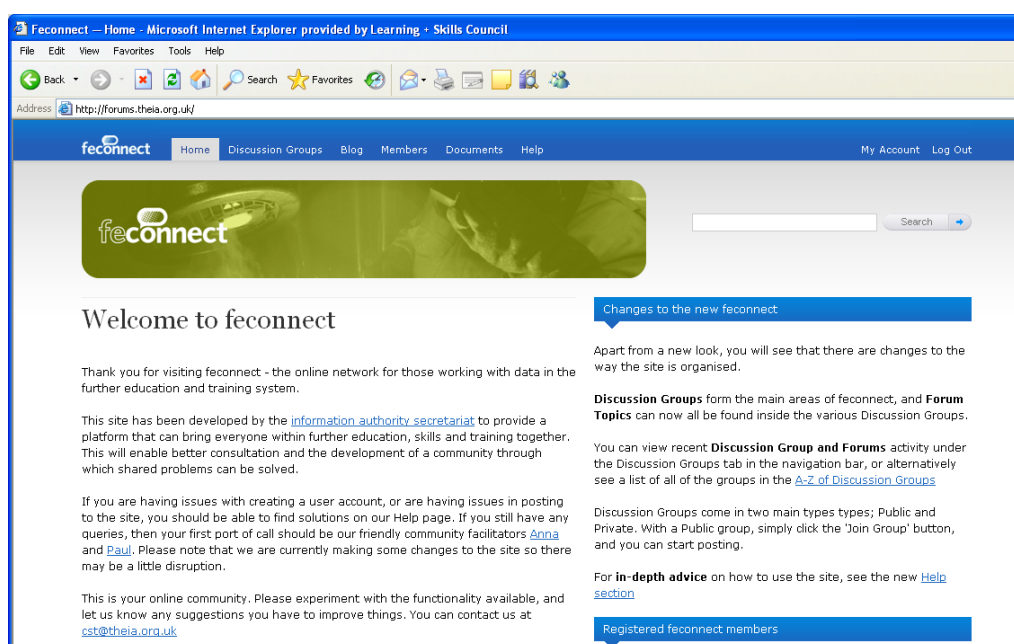 Feconnect — Home - Microsoft Internet Explorer provided by Learning + Skills Council
File Edit View Favorites Tools Help
Back Search Favorites
Address http://forums.theia.org.uk/
feconnect Home Discussion Groups Blog Members Documents Help My Account Log Out
feconnect
Search
Welcome to feconnect
Thank you for visiting feconnect - the online network for those working with data in the
further education and training system.
This site has been developed by the information authority secretariat to provide a
platform that can bring everyone within further education, skills and training together.
This will enable better consultation and the development of a community through
which shared problems can be solved.
If you are having issues with creating a user account, or are having issues in posting
to the site, you should be able to find solutions on our Help page. If you still have any
queries, then your first port of call should be our friendly community facilitators Anna
and Paul. Please note that we are currently making some changes to the site so there
may be a little disruption.
This is your online community. Please experiment with the functionality available, and
let us know any suggestions you have to improve things. You can contact us at
cst@theia.org.uk
Changes to the new feconnect
Apart from a new look, you will see that there are changes to the
way the site is organised.
Discussion Groups form the main areas of feconnect, and Forum
Topics can now all be found inside the various Discussion Groups.
You can view recent Discussion Group and Forums activity under
the Discussion Groups tab in the navigation bar, or alternatively
see a list of all of the groups in the A-Z of Discussion Groups
Discussion Groups come in two main types types; Public and
Private. With a Public group, simply click the 'Join Group' button,
and you can start posting.
For in-depth advice on how to use the site, see the new Help
section
Registered feconnect members